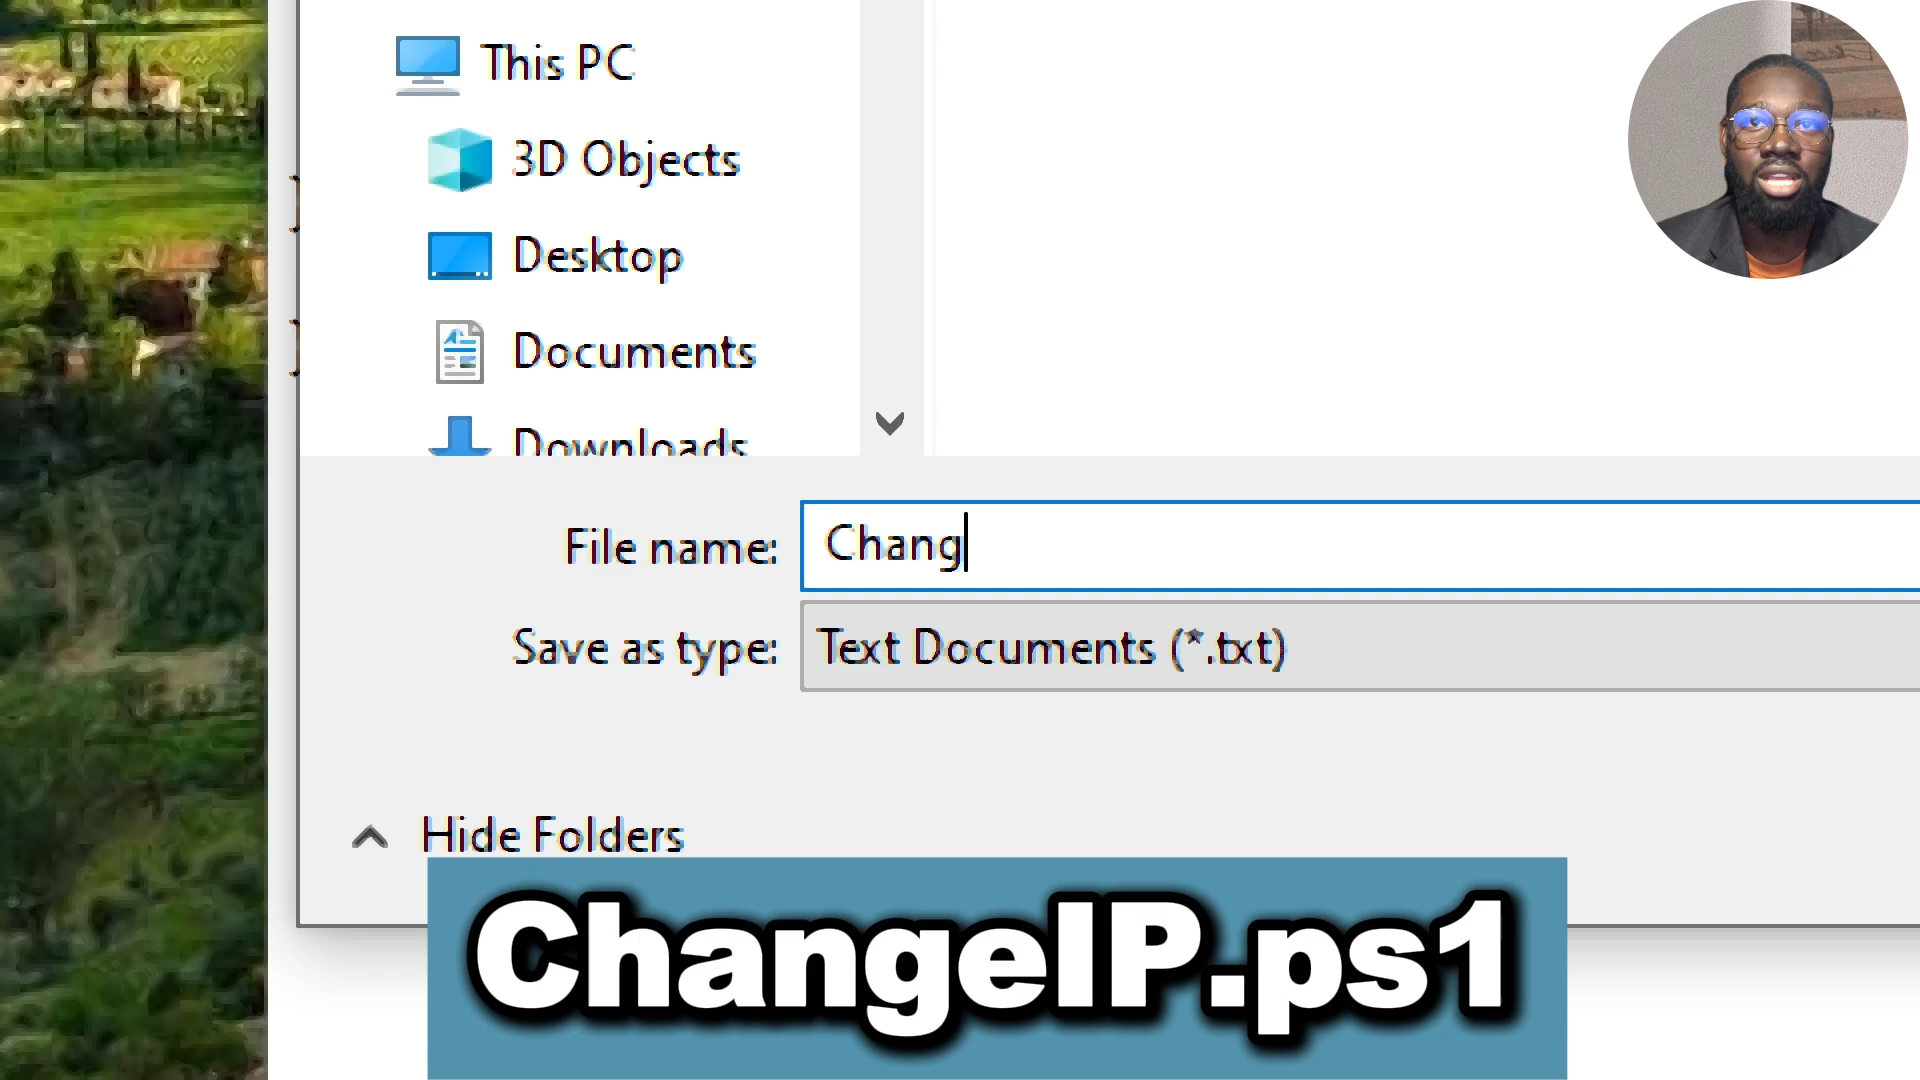 This PC
3D Objects
Desktop
Documents
Downloads
File name: Chang
Save as type: Text Documents (*.txt)
Hide Folders
ChangeIP.ps1